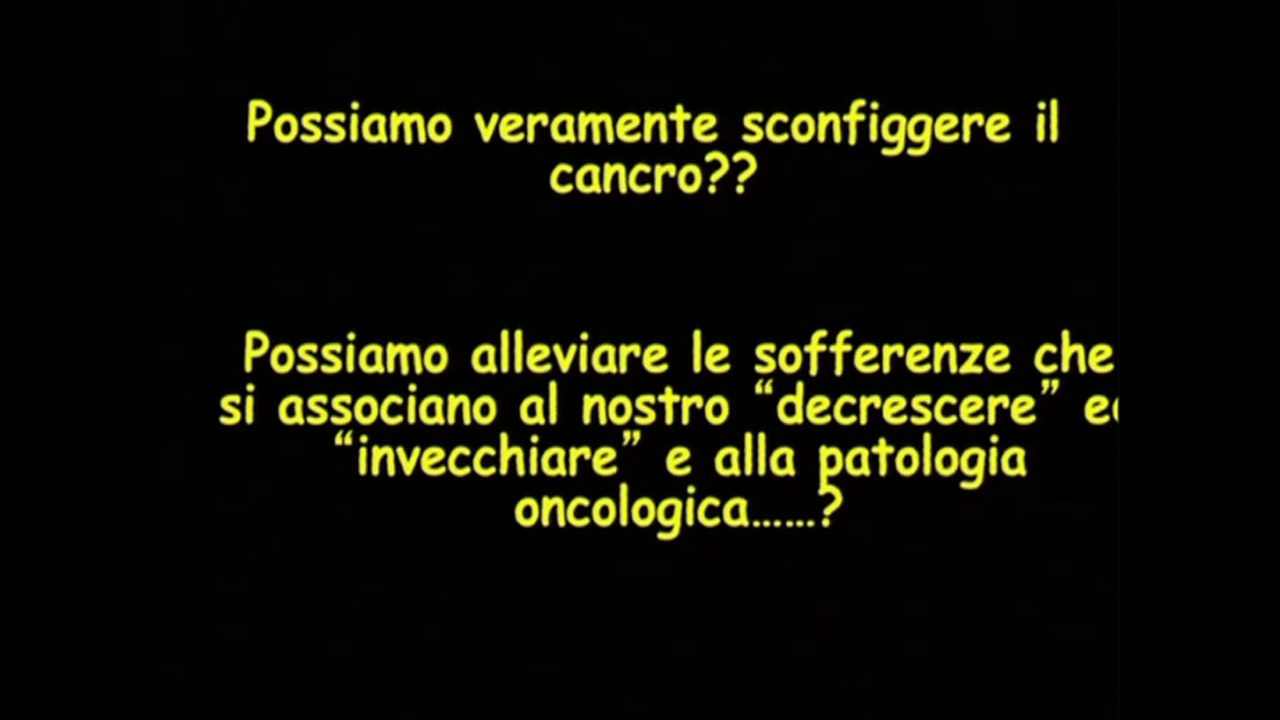 Possiamo veramente sconfiggere il
cancro??
Possiamo alleviare le sofferenze che
si associano al nostro “decrescere”
“invecchiare” e alla patologia
oncologica……?